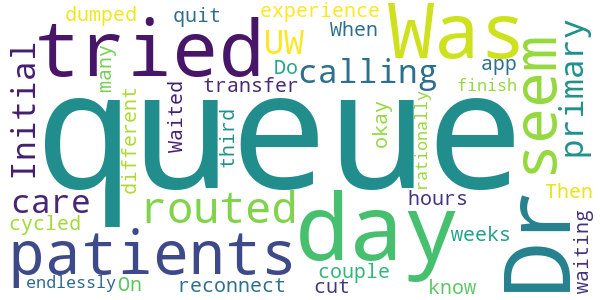 dumped quit experience
When
tried UW Was
Initial many Do calling app primary
transfer finish
queue
different Waited third okay rationally seem
care routed hours Dr Then
cycled day weeks
patients couple
endlessly On reconnect cut know waiting